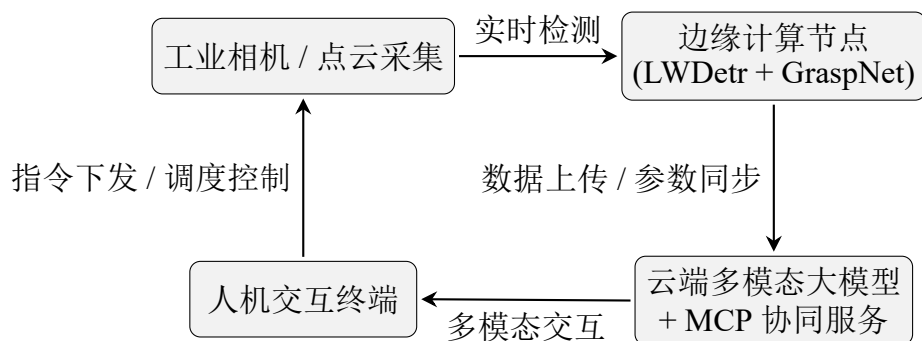 工业相机 / 点云采集
实时检测
边缘计算节点
(LWDetr + GraspNet)
指令下发 / 调度控制
数据上传 / 参数同步
人机交互终端
多模态交互
云端多模态大模型
+ MCP 协同服务